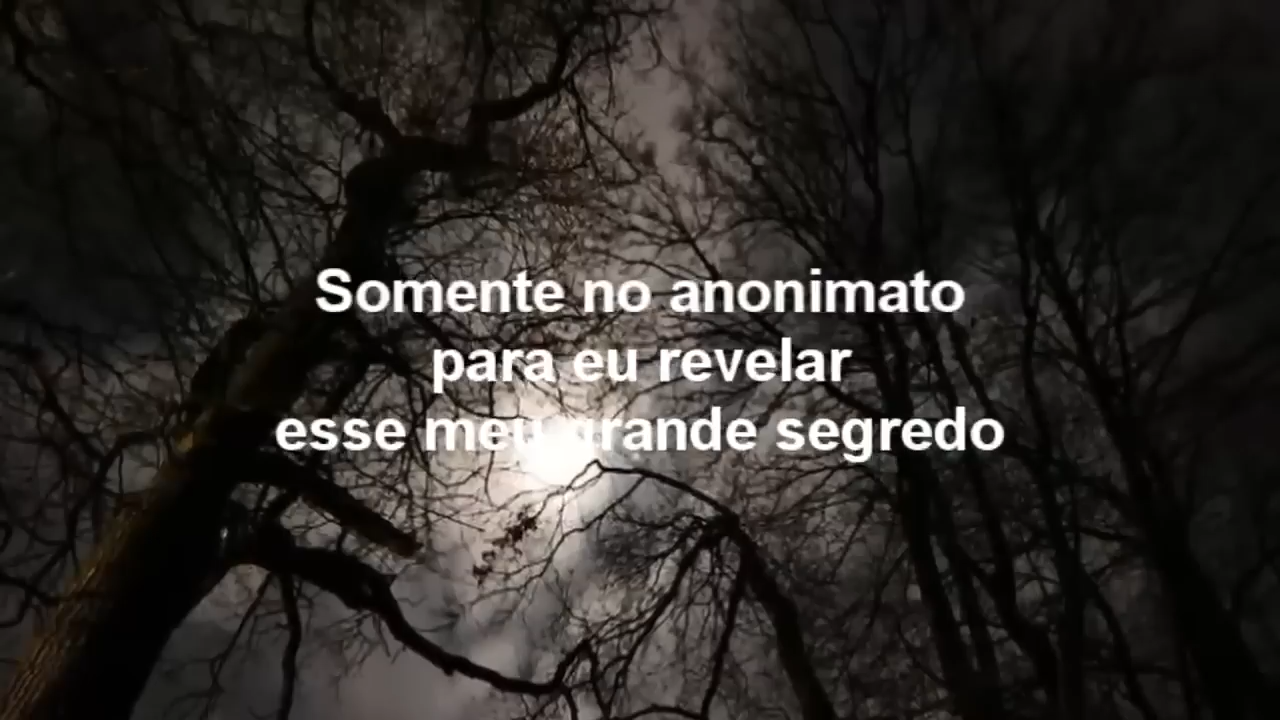 Somente no anonimato
para eu revelar
esse meu grande segredo